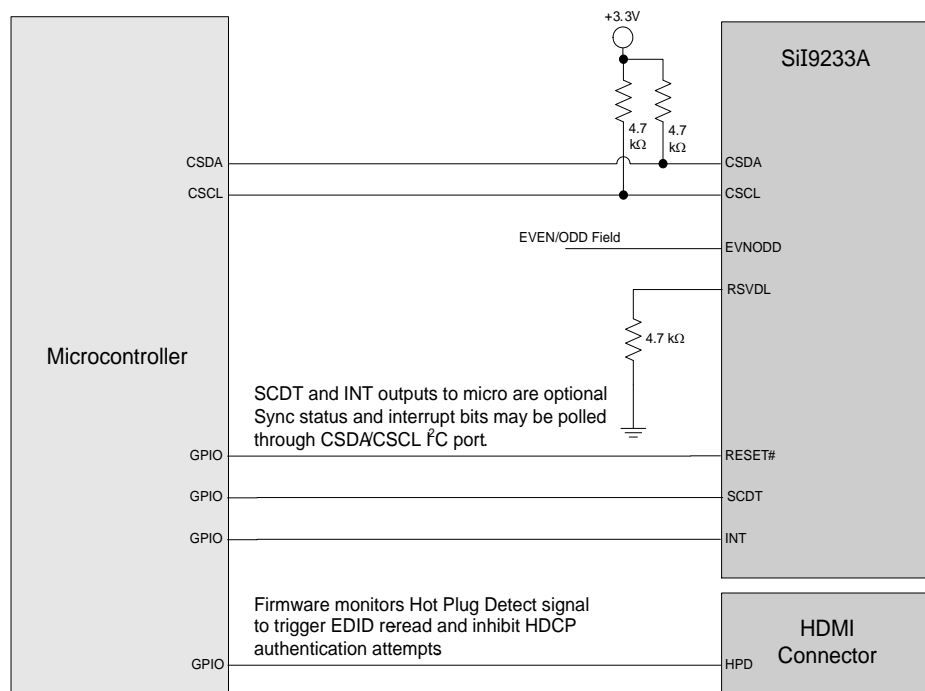 +3.3V
SiI9233A
4.7
kΩ
4.7
kΩ
CSDA
CSDA
CSCL
CSCL
EVEN/ODD Field
EVNODD
RSVDL
4.7 kΩ
Microcontroller
SCDT and INT outputs to micro are optional
Sync status and interrupt bits may be polled
through CSDA/CSCL I²C port.
GPIO
RESET#
GPIO
SCDT
GPIO
INT
Firmware monitors Hot Plug Detect signal
to trigger EDID reread and inhibit HDCP
authentication attempts
HDMI
Connector
GPIO
HPD